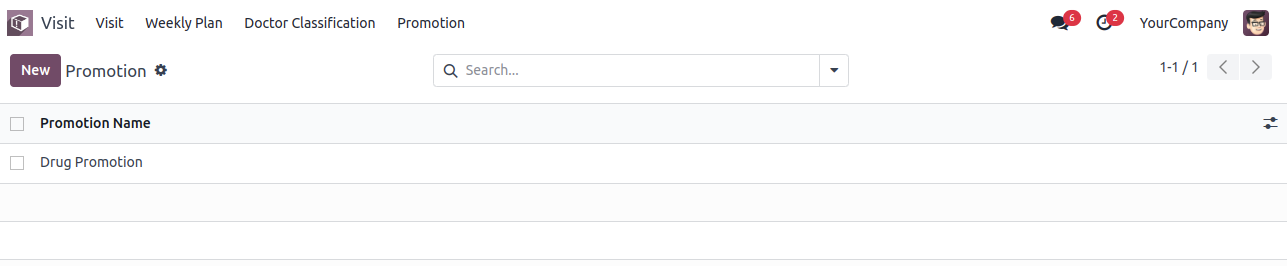 Visit Visit Weekly Plan Doctor Classification Promotion 6 2 YourCompany
New Promotion Search... 1-1 / 1
Promotion Name
Drug Promotion